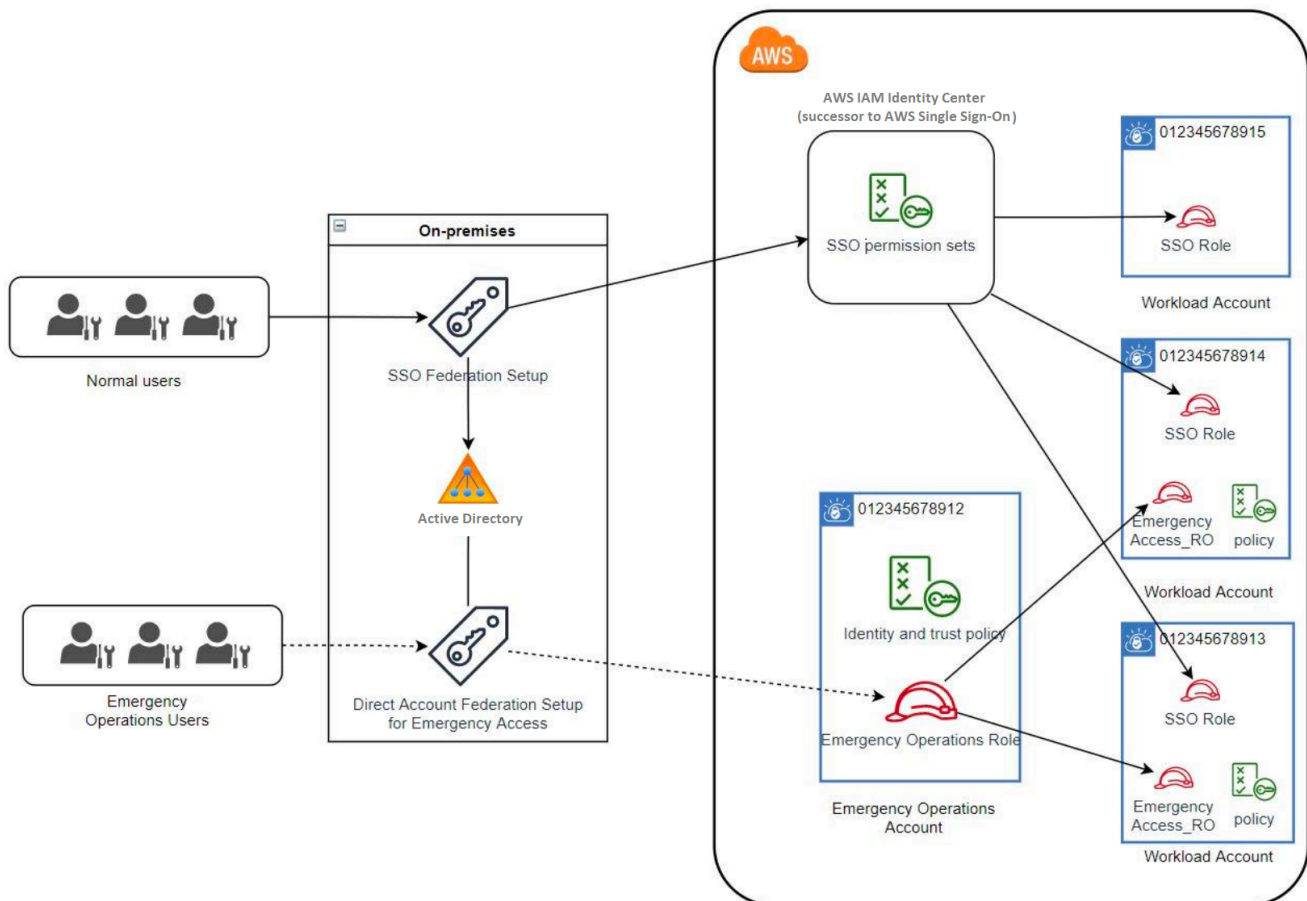 AWS
AWS IAM Identity Center
(successor to AWS Single Sign-On)
SSO permission sets
012345678915
SSO Role
Workload Account
On-premises
SSO Federation Setup
Normal users
Active Directory
012345678914
SSO Role
Emergency
Access_RO
policy
Workload Account
012345678912
Identity and trust policy
Emergency Operations Role
Emergency Operations
Account
Emergency
Operations Users
Direct Account Federation Setup
for Emergency Access
012345678913
SSO Role
Emergency
Access_RO
policy
Workload Account